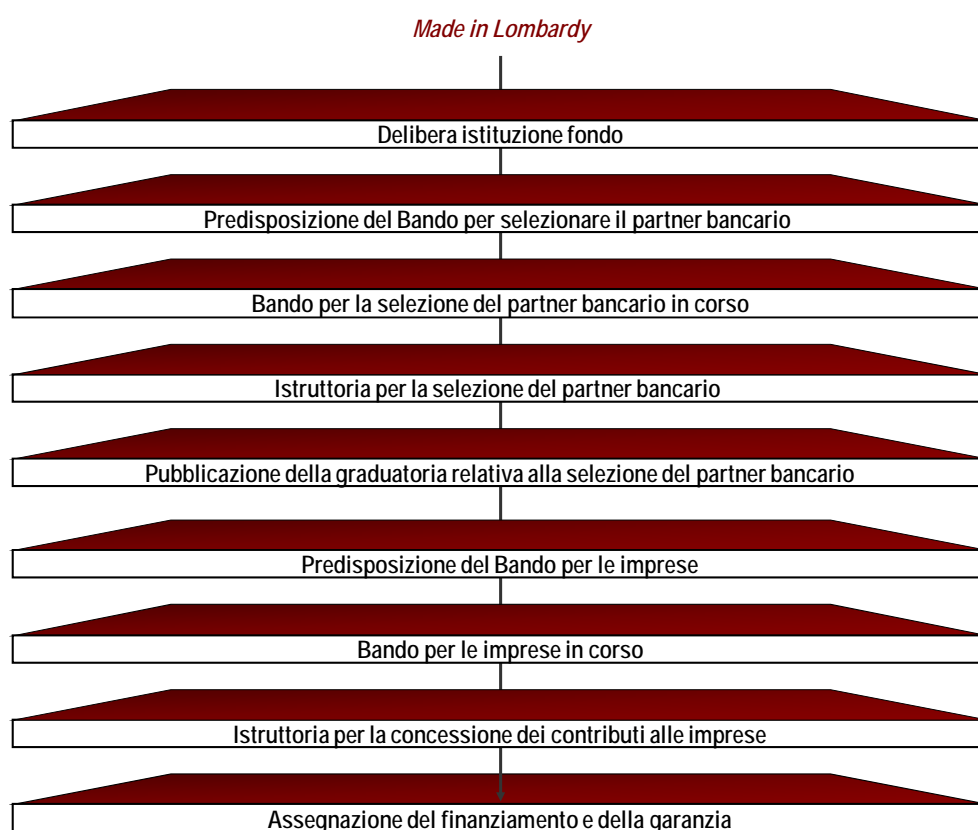 Made in Lombardy
Delibera istituzione fondo
Predisposizione del Bando per selezionare il partner bancario
Bando per la selezione del partner bancario in corso
Istruttoria per la selezione del partner bancario
Pubblicazione della graduatoria relativa alla selezione del partner bancario
Predisposizione del Bando per le imprese
Bando per le imprese in corso
Istruttoria per la concessione dei contributi alle imprese
Assegnazione del finanziamento e della garanzia